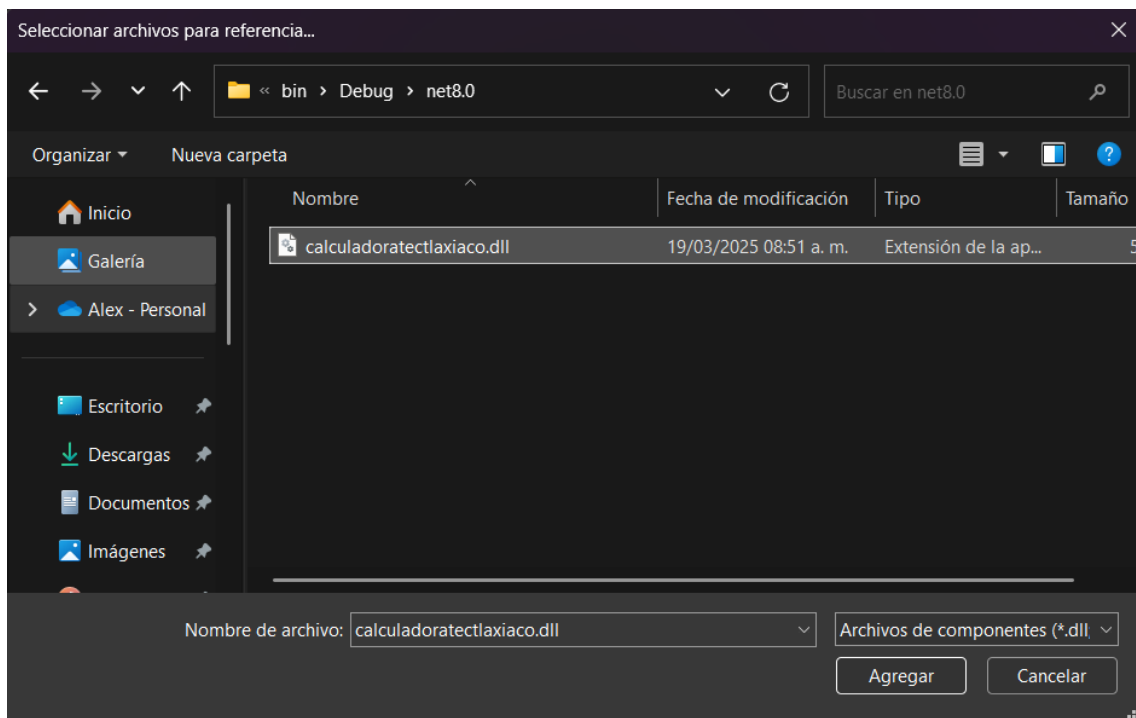 Seleccionar archivos para referencia...
« bin › Debug › net8.0
Buscar en net8.0
Organizar
Nueva carpeta
Nombre
Fecha de modificación
Tipo
Tamaño
Inicio
calculadoratectlaxiaco.dll
19/03/2025 08:51 a. m.
Extensión de la ap...
5
Galería
Alex - Personal
Escritorio
Descargas
Documentos
Imágenes
Nombre de archivo:
calculadoratectlaxiaco.dll
Archivos de componentes (*.dll;
Agregar
Cancelar